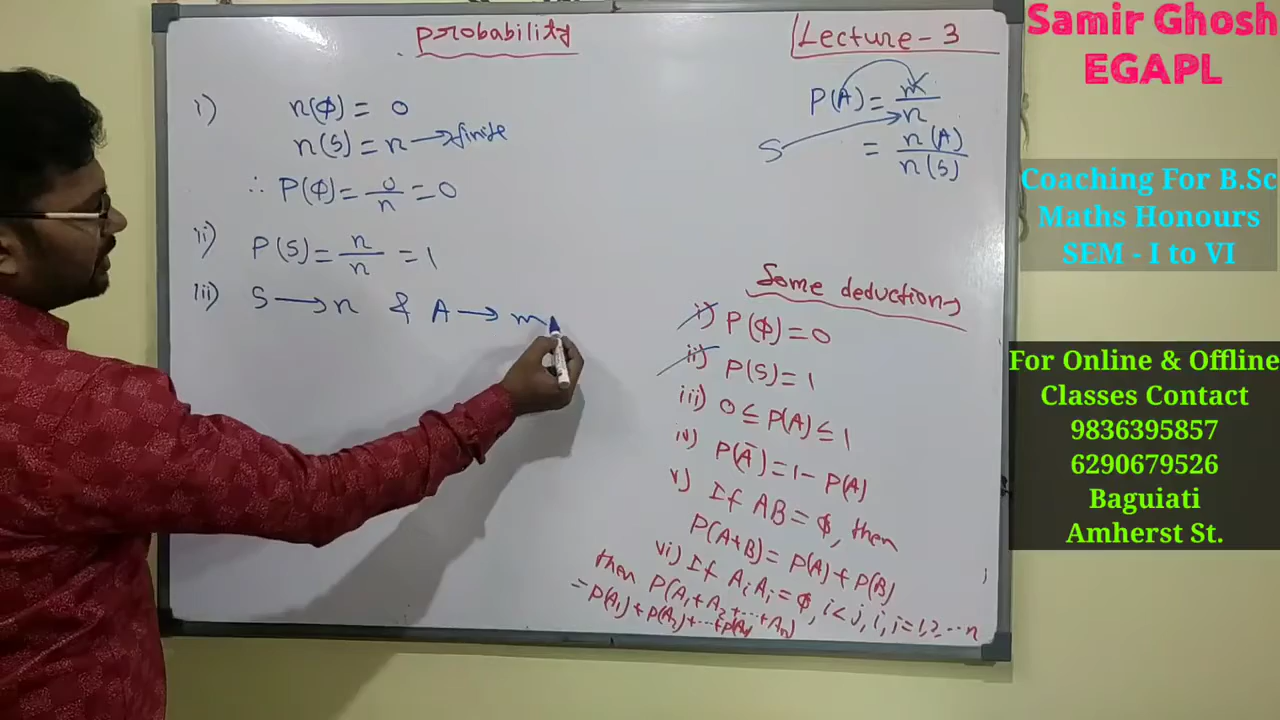 probability
Lecture - 3
i) n(φ) = 0
n(S) = n → finite
∴ P(φ) = 0/n = 0
ii) P(S) = n/n = 1
iii) S → n & A → m
P(A) = m/n
S
= n(A)/n(S)
Some deductions
i) P(φ) = 0
ii) P(S) = 1
iii) 0 ≤ P(A) ≤ 1
iv) P(Ā) = 1 - P(A)
v) If AB = φ, then
P(A+B) = P(A) + P(B)
vi) If AᵢAⱼ = φ, i < j, i, j = 1, 2, ... n
then P(A₁ + A₂ + ... + Aₙ)
= P(A₁) + P(A₂) + ... + P(Aₙ)
Samir Ghosh
EGAPL
Coaching For B.Sc
Maths Honours
SEM - I to VI
For Online & Offline
Classes Contact
9836395857
6290679526
Baguiati
Amherst St.